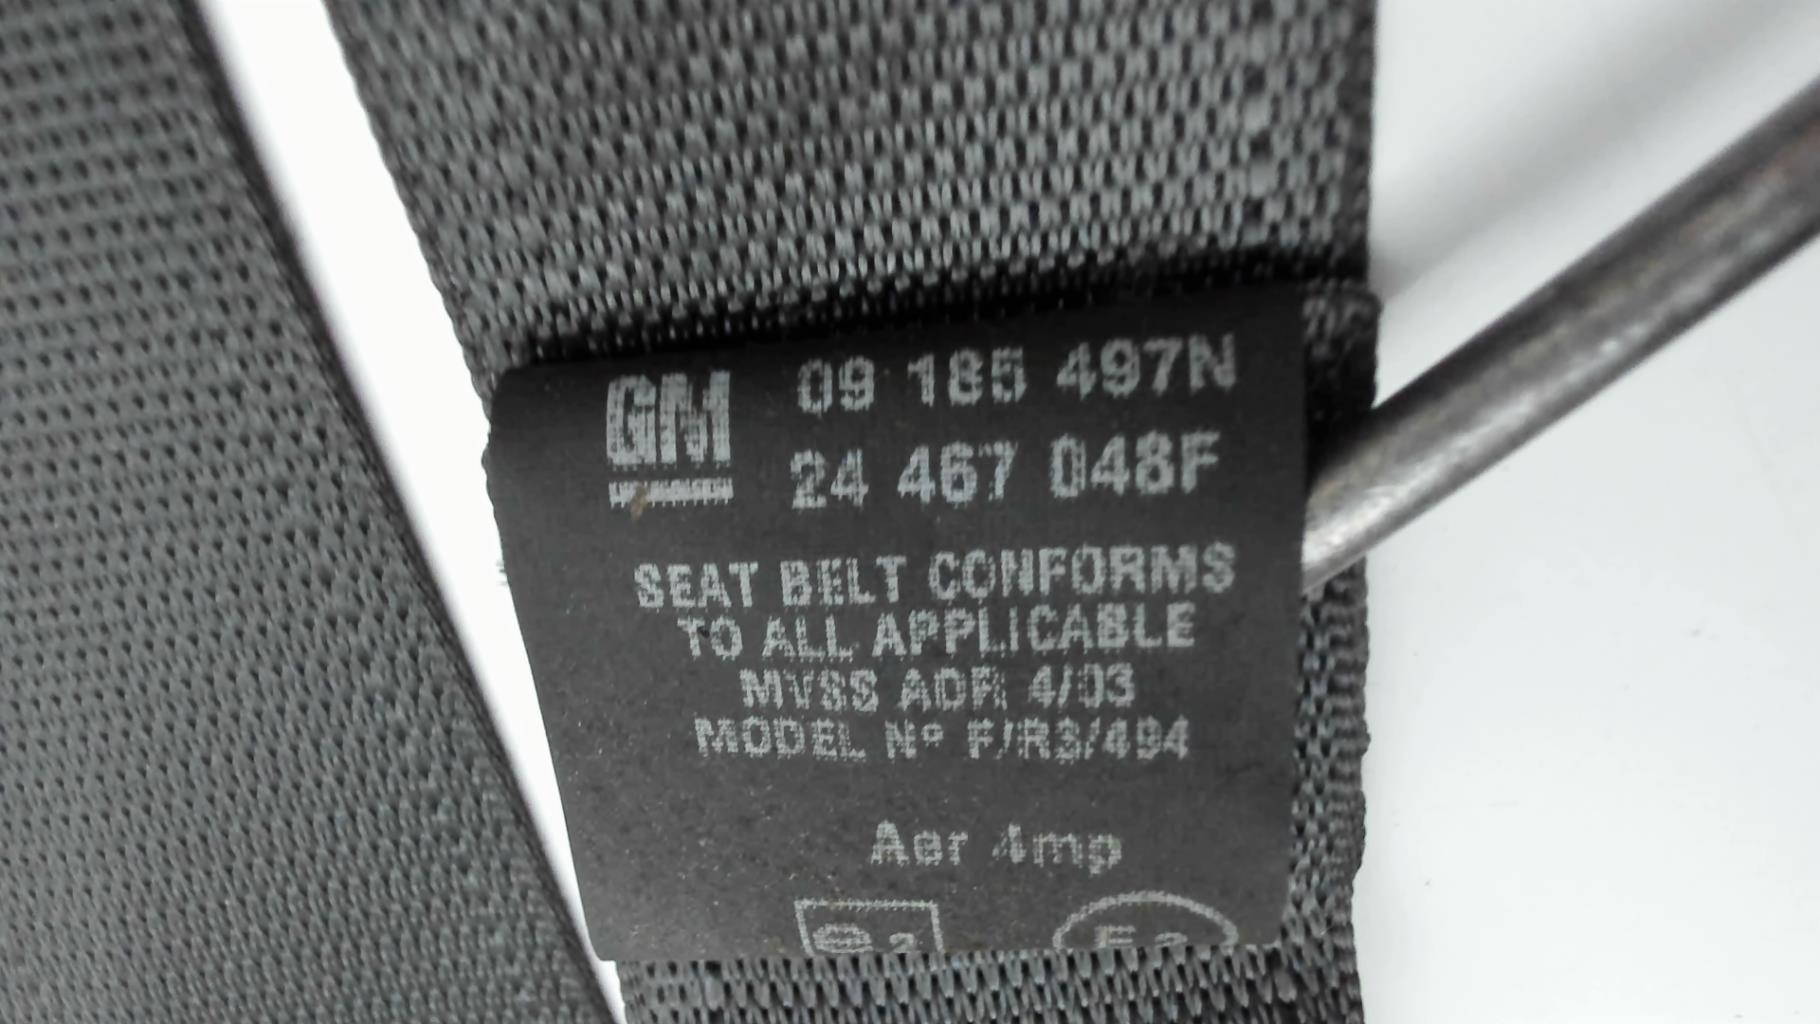 GM 09 185 497N
24 467 048F
SEAT BELT CONFORMS
TO ALL APPLICABLE
MVSS ADR 4/03
MODEL Nº F/RS/494
Aer 4mp
e
E